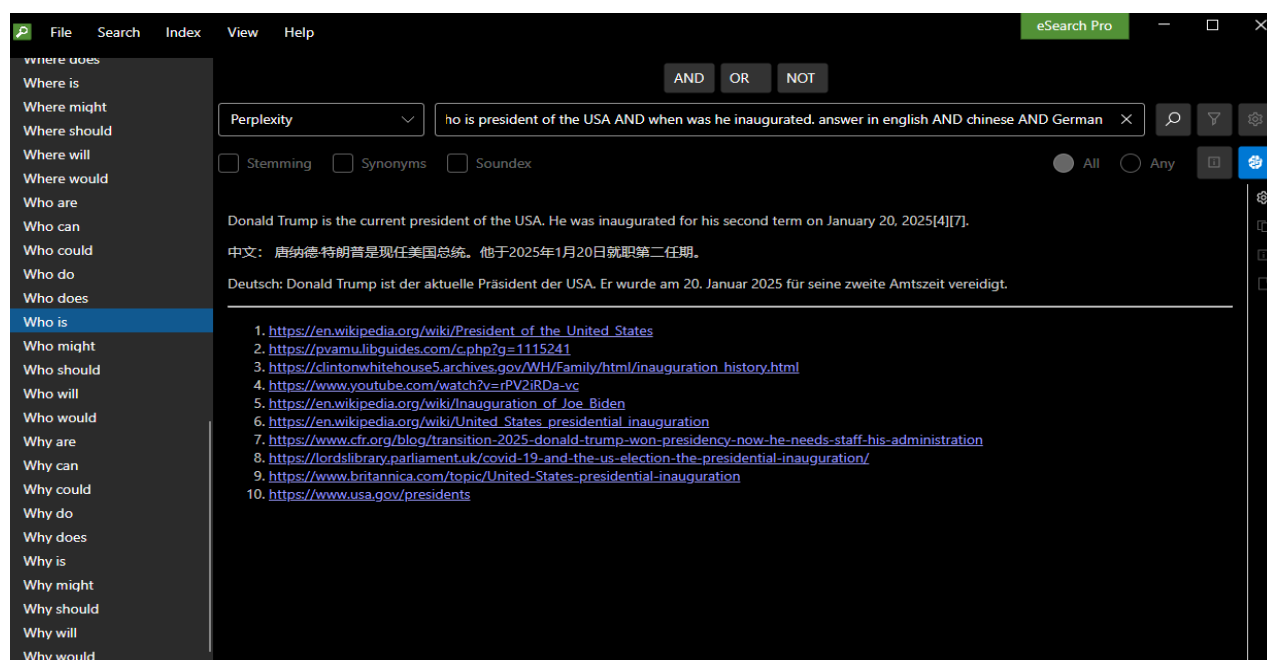 File Search Index View Help eSearch Pro
Where does
Where is
Where might
Where should
Where will
Where would
Who are
Who can
Who could
Who do
Who does
Who is
Who might
Who should
Who will
Who would
Why are
Why can
Why could
Why do
Why does
Why is
Why might
Why should
Why will
Why would
AND OR NOT
Perplexity ho is president of the USA AND when was he inaugurated. answer in english AND chinese AND German
Stemming Synonyms Soundex All Any
Donald Trump is the current president of the USA. He was inaugurated for his second term on January 20, 2025[4][7].
中文： 唐纳德·特朗普是现任美国总统。他于2025年1月20日就职第二任期。
Deutsch: Donald Trump ist der aktuelle Präsident der USA. Er wurde am 20. Januar 2025 für seine zweite Amtszeit vereidigt.
1. https://en.wikipedia.org/wiki/President_of_the_United_States
2. https://pvamu.libguides.com/c.php?g=1115241
3. https://clintonwhitehouse5.archives.gov/WH/Family/html/inauguration_history.html
4. https://www.youtube.com/watch?v=rPV2iRDa-vc
5. https://en.wikipedia.org/wiki/Inauguration_of_Joe_Biden
6. https://en.wikipedia.org/wiki/United_States_presidential_inauguration
7. https://www.cfr.org/blog/transition-2025-donald-trump-won-presidency-now-he-needs-staff-his-administration
8. https://lordslibrary.parliament.uk/covid-19-and-the-us-election-the-presidential-inauguration/
9. https://www.britannica.com/topic/United-States-presidential-inauguration
10. https://www.usa.gov/presidents